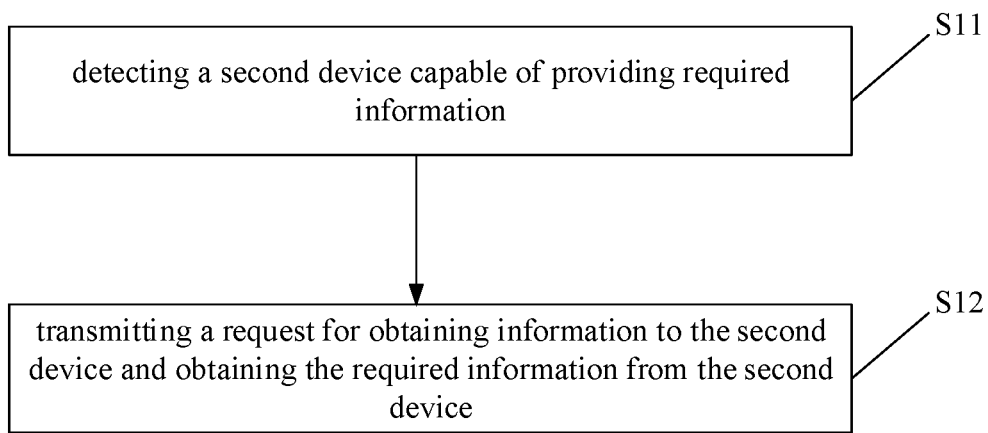 S11
detecting a second device capable of providing required
information
S12
transmitting a request for obtaining information to the second
device and obtaining the required information from the second
device